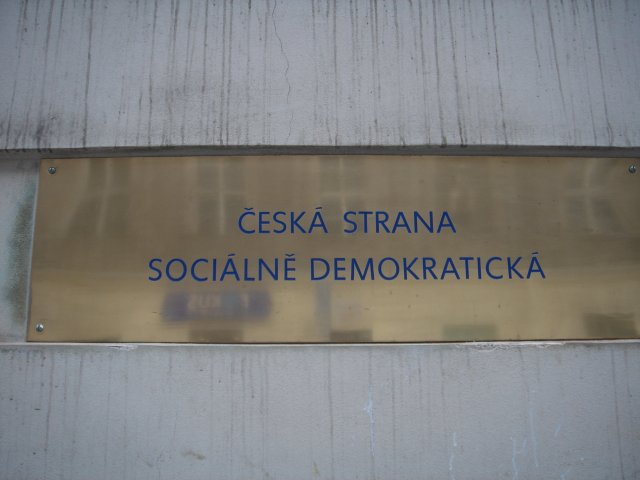 ČESKÁ STRANA
SOCIÁLNĚ DEMOKRATICKÁ